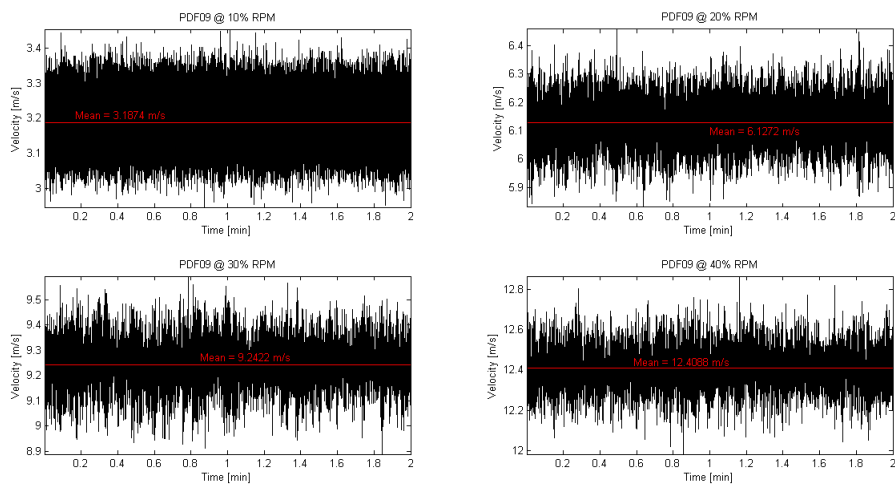 PDF09 @ 10% RPM
3.4
3.3
3.2
3.1
3
Velocity [m/s]
Mean = 3.1874 m/s
0.2 0.4 0.6 0.8 1 1.2 1.4 1.6 1.8 2
Time [min]
PDF09 @ 20% RPM
6.4
6.3
6.2
6.1
6
5.9
Velocity [m/s]
Mean = 6.1272 m/s
0.2 0.4 0.6 0.8 1 1.2 1.4 1.6 1.8 2
Time [min]
PDF09 @ 30% RPM
9.5
9.4
9.3
9.2
9.1
9
8.9
Velocity [m/s]
Mean = 9.2422 m/s
0.2 0.4 0.6 0.8 1 1.2 1.4 1.6 1.8 2
Time [min]
PDF09 @ 40% RPM
12.8
12.6
12.4
12.2
12
Velocity [m/s]
Mean = 12.4086 m/s
0.2 0.4 0.6 0.8 1 1.2 1.4 1.6 1.8 2
Time [min]